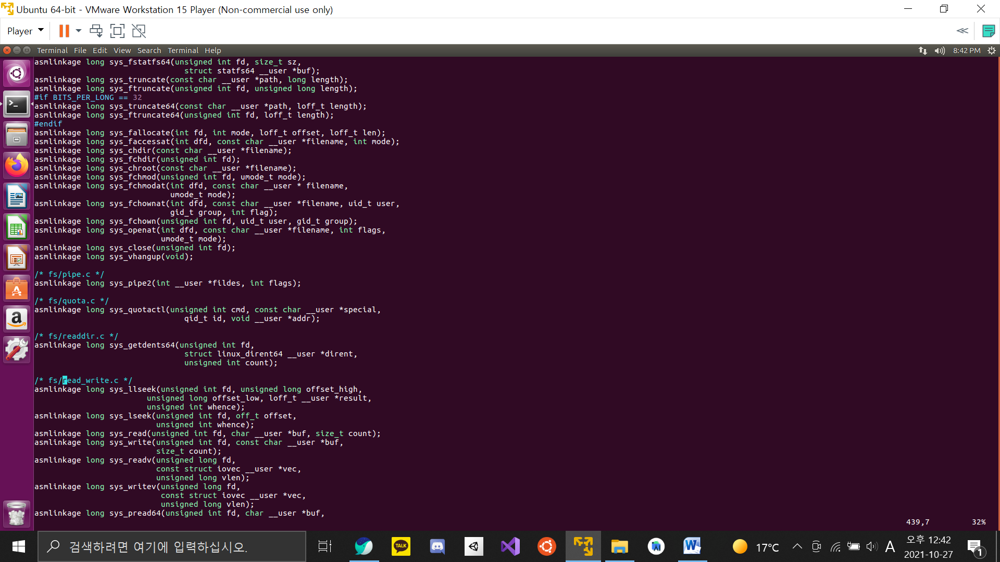 Ubuntu 64-bit - VMware Workstation 15 Player (Non-commercial use only)
Player
Terminal File Edit View Search Terminal Help 8:42 PM
asmlinkage long sys_fstatfs64(unsigned int fd, size_t sz,
struct statfs64 __user *buf);
asmlinkage long sys_truncate(const char __user *path, long length);
asmlinkage long sys_ftruncate(unsigned int fd, unsigned long length);
#if BITS_PER_LONG == 32
asmlinkage long sys_truncate64(const char __user *path, loff_t length);
asmlinkage long sys_ftruncate64(unsigned int fd, loff_t length);
#endif
asmlinkage long sys_fallocate(int fd, int mode, loff_t offset, loff_t len);
asmlinkage long sys_faccessat(int dfd, const char __user *filename, int mode);
asmlinkage long sys_chdir(const char __user *filename);
asmlinkage long sys_fchdir(unsigned int fd);
asmlinkage long sys_chroot(const char __user *filename);
asmlinkage long sys_fchmod(unsigned int fd, umode_t mode);
asmlinkage long sys_fchmodat(int dfd, const char __user * filename,
umode_t mode);
asmlinkage long sys_fchownat(int dfd, const char __user *filename, uid_t user,
gid_t group, int flag);
asmlinkage long sys_fchown(unsigned int fd, uid_t user, gid_t group);
asmlinkage long sys_openat(int dfd, const char __user *filename, int flags,
umode_t mode);
asmlinkage long sys_close(unsigned int fd);
asmlinkage long sys_vhangup(void);
/* fs/pipe.c */
asmlinkage long sys_pipe2(int __user *fildes, int flags);
/* fs/quota.c */
asmlinkage long sys_quotactl(unsigned int cmd, const char __user *special,
qid_t id, void __user *addr);
/* fs/readdir.c */
asmlinkage long sys_getdents64(unsigned int fd,
struct linux_dirent64 __user *dirent,
unsigned int count);
/* fs/read_write.c */
asmlinkage long sys_llseek(unsigned int fd, unsigned long offset_high,
unsigned long offset_low, loff_t __user *result,
unsigned int whence);
asmlinkage long sys_lseek(unsigned int fd, off_t offset,
unsigned int whence);
asmlinkage long sys_read(unsigned int fd, char __user *buf, size_t count);
asmlinkage long sys_write(unsigned int fd, const char __user *buf,
size_t count);
asmlinkage long sys_readv(unsigned long fd,
const struct iovec __user *vec,
unsigned long vlen);
asmlinkage long sys_writev(unsigned long fd,
const struct iovec __user *vec,
unsigned long vlen);
asmlinkage long sys_pread64(unsigned int fd, char __user *buf,
439,7 32%
검색하려면 여기에 입력하십시오.
TALK
17°C
A
오후 12:42
2021-10-27
1